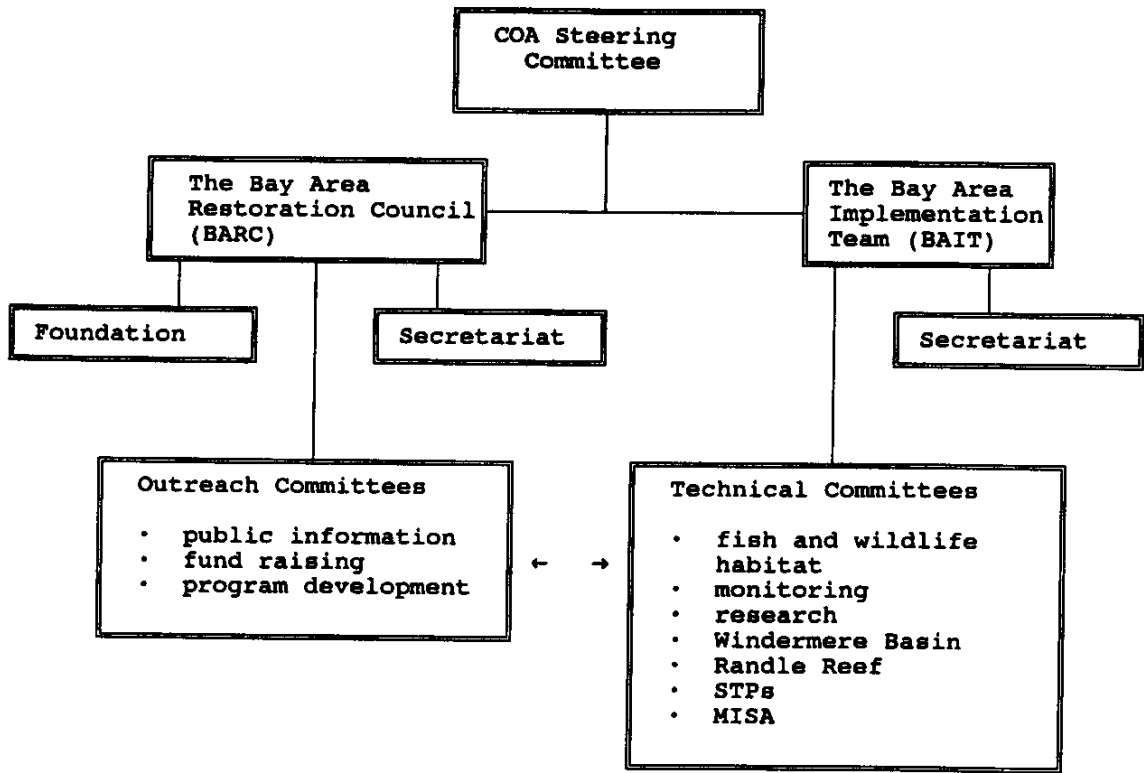 COA Steering
Committee
The Bay Area
Restoration Council
(BARC)
The Bay Area
Implementation
Team (BAIT)
Foundation
Secretariat
Secretariat
Outreach Committees
· public information
· fund raising
· program development
← →
Technical Committees
· fish and wildlife
habitat
· monitoring
· research
· Windermere Basin
· Randle Reef
· STPs
· MISA